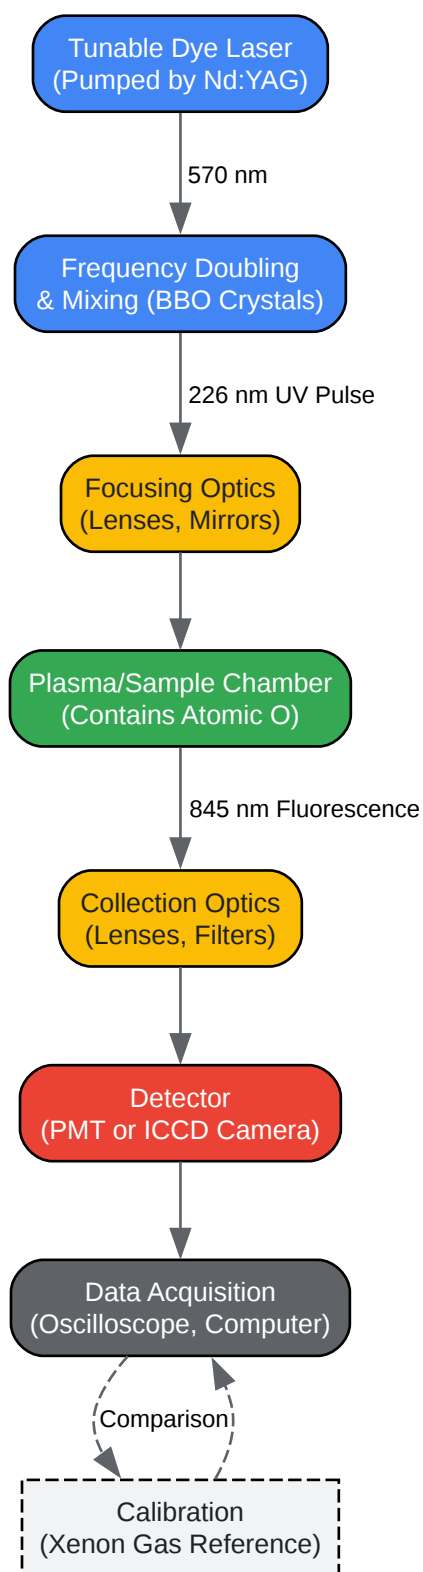 Tunable Dye Laser
(Pumped by Nd:YAG)
570 nm
Frequency Doubling
& Mixing (BBO Crystals)
226 nm UV Pulse
Focusing Optics
(Lenses, Mirrors)
Plasma/Sample Chamber
(Contains Atomic O)
845 nm Fluorescence
Collection Optics
(Lenses, Filters)
Detector
(PMT or ICCD Camera)
Data Acquisition
(Oscilloscope, Computer)
Comparison
Calibration
(Xenon Gas Reference)